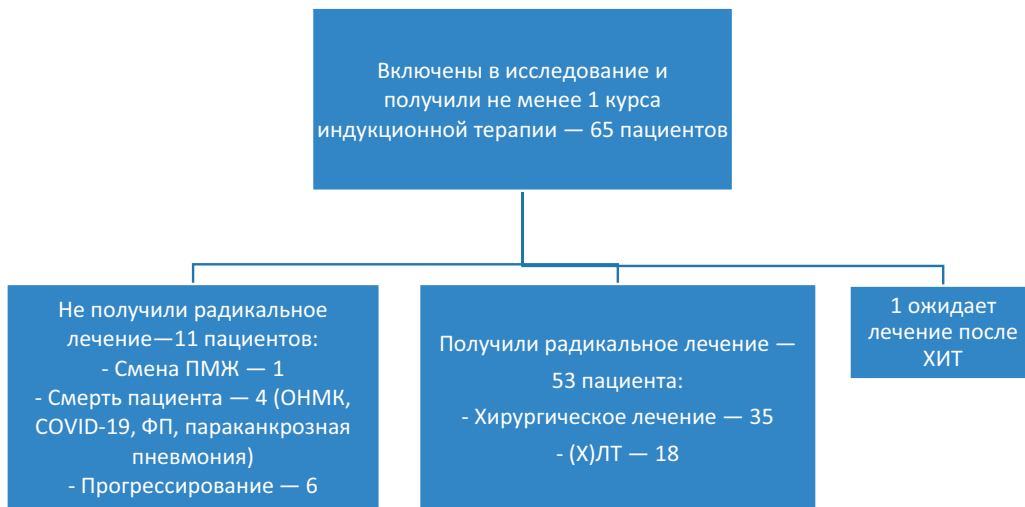 Включены в исследование и
получили не менее 1 курса
индукционной терапии — 65 пациентов
Не получили радикальное
лечение—11 пациентов:
- Смена ПМЖ — 1
- Смерть пациента — 4 (ОНМК,
COVID-19, ФП, параканкрозная
пневмония)
- Прогрессирование — 6
Получили радикальное лечение —
53 пациента:
- Хирургическое лечение — 35
- (Х)ЛТ — 18
1 ожидает
лечение после
ХИТ